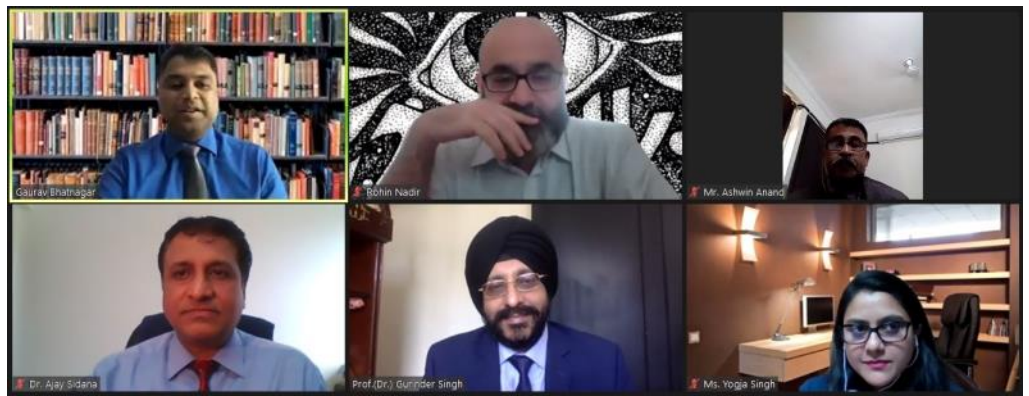 Gaurav Bhatnagar
Rohin Nadir
Mr. Ashwin Anand
Dr. Ajay Sidana
Prof.(Dr.) Gurinder Singh
Ms. Yogja Singh